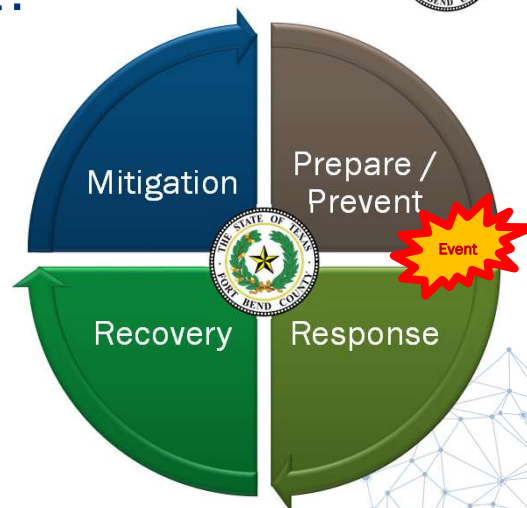 Mitigation
Prepare /
Prevent
Event
THE STATE OF TEXAS
FORT BEND COUNTY
Recovery
Response